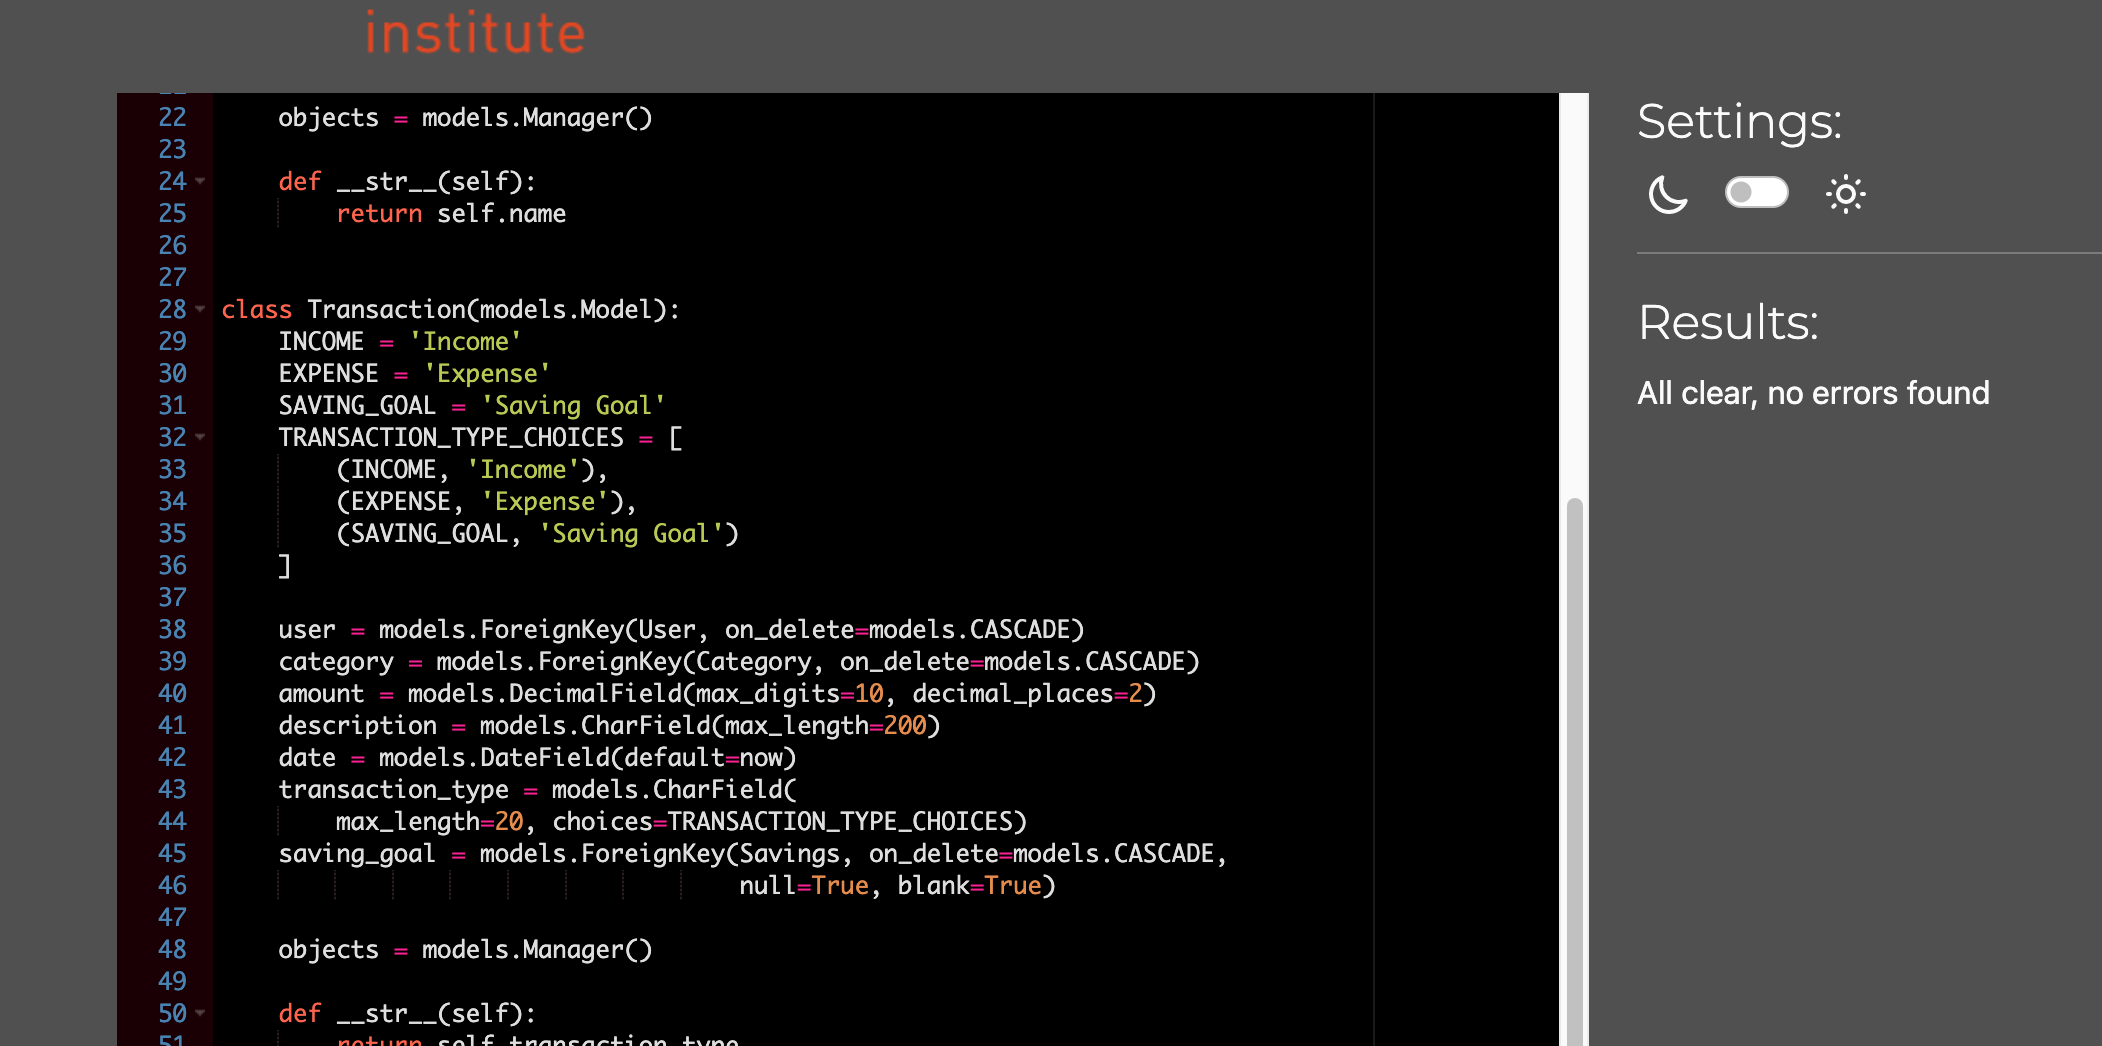 institute
22 objects = models.Manager()
23
24 def __str__(self):
25 return self.name
26
27
28 class Transaction(models.Model):
29 INCOME = 'Income'
30 EXPENSE = 'Expense'
31 SAVING_GOAL = 'Saving Goal'
32 TRANSACTION_TYPE_CHOICES = [
33 (INCOME, 'Income'),
34 (EXPENSE, 'Expense'),
35 (SAVING_GOAL, 'Saving Goal')
36 ]
37
38 user = models.ForeignKey(User, on_delete=models.CASCADE)
39 category = models.ForeignKey(Category, on_delete=models.CASCADE)
40 amount = models.DecimalField(max_digits=10, decimal_places=2)
41 description = models.CharField(max_length=200)
42 date = models.DateField(default=now)
43 transaction_type = models.CharField(
44 max_length=20, choices=TRANSACTION_TYPE_CHOICES)
45 saving_goal = models.ForeignKey(Savings, on_delete=models.CASCADE,
46 null=True, blank=True)
47
48 objects = models.Manager()
49
50 def __str__(self):
51 return self.transaction_type
Settings:
Results:
All clear, no errors found